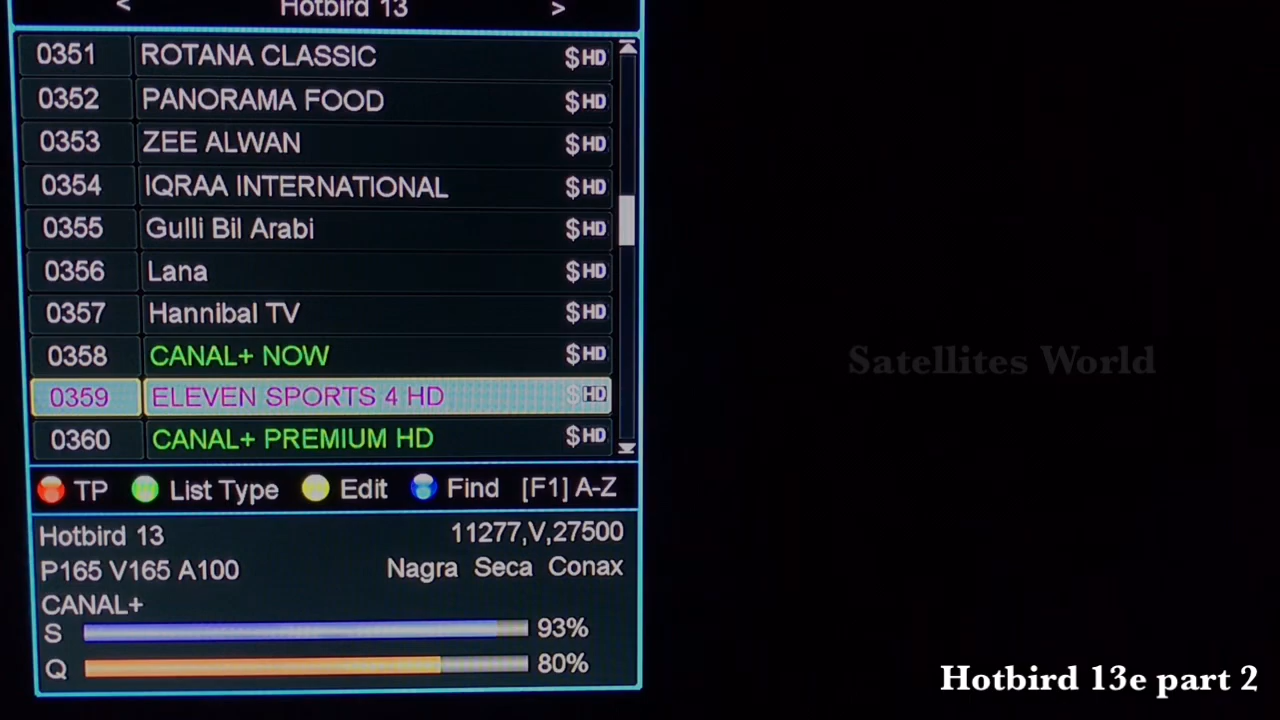 < Hotbird 13 >
0351 ROTANA CLASSIC $HD
0352 PANORAMA FOOD $HD
0353 ZEE ALWAN $HD
0354 IQRAA INTERNATIONAL $HD
0355 Gulli Bil Arabi $HD
0356 Lana $HD
0357 Hannibal TV $HD
0358 CANAL+ NOW $HD
0359 ELEVEN SPORTS 4 HD $HD
0360 CANAL+ PREMIUM HD $HD
TP List Type Edit Find [F1] A-Z
Hotbird 13 11277,V,27500
P165 V165 A100 Nagra Seca Conax
CANAL+
S 93%
Q 80%
Satellites World
Hotbird 13e part 2